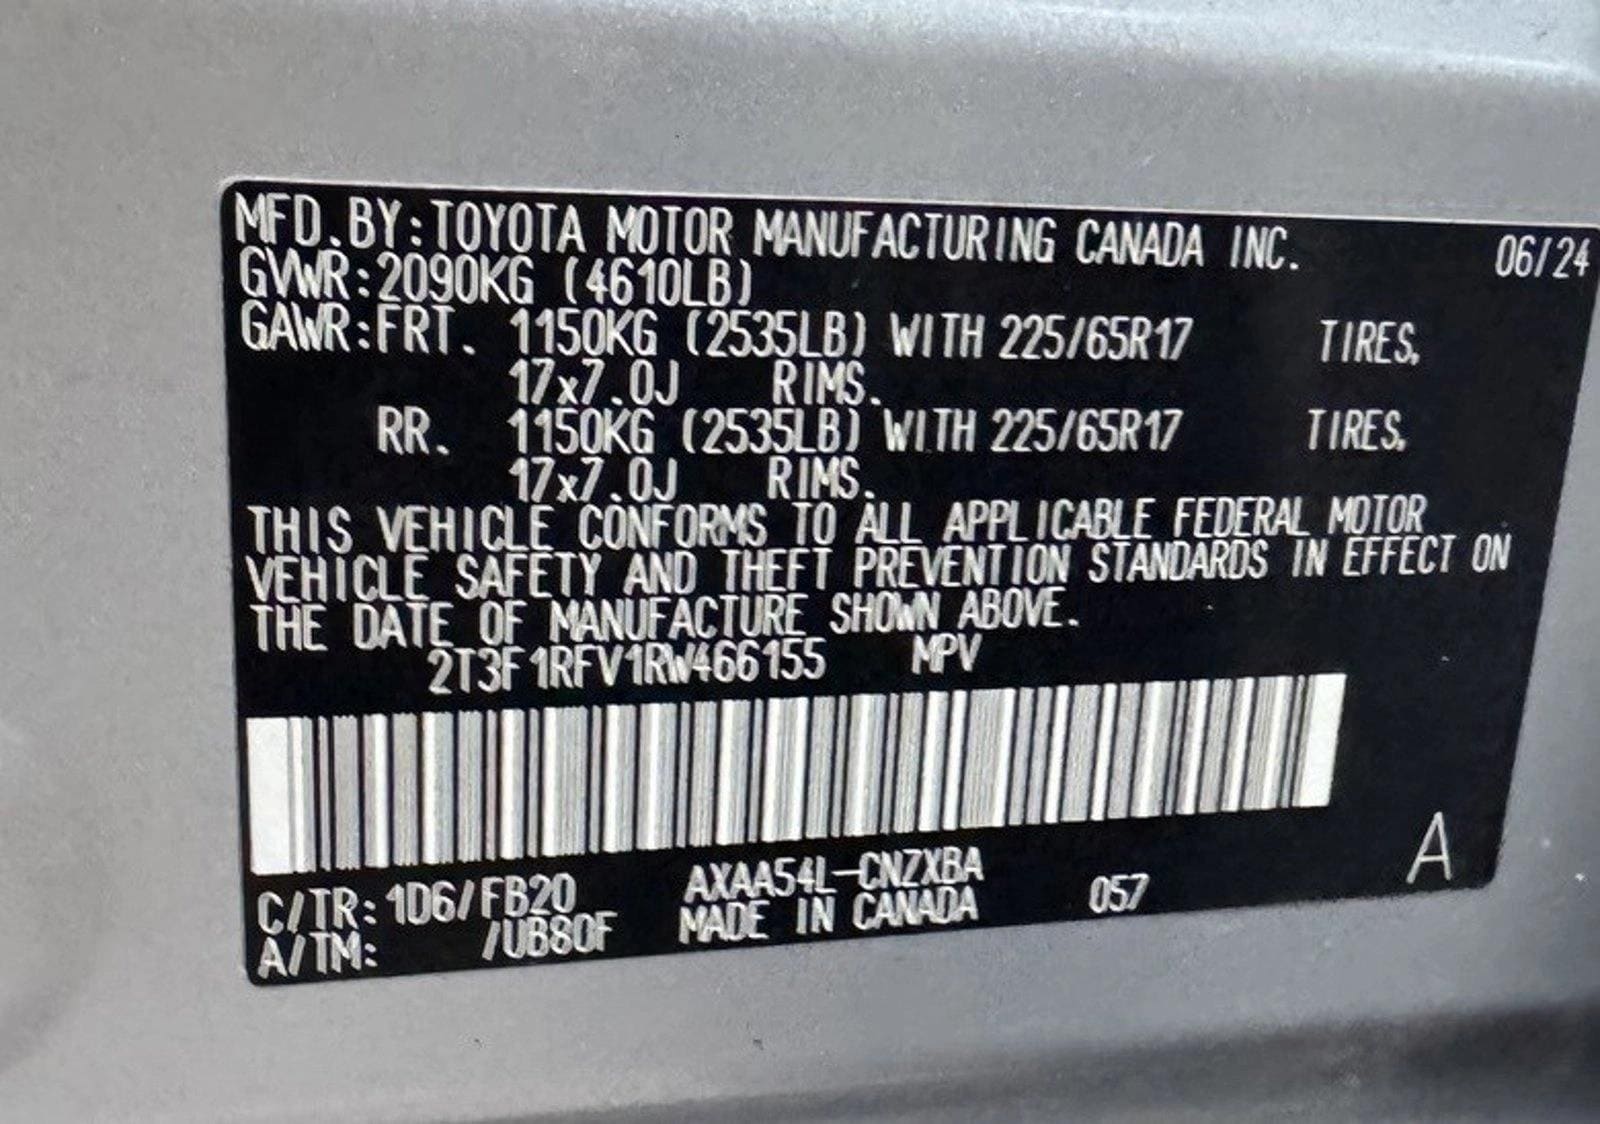 MFD.BY:TOYOTA MOTOR MANUFACTURING CANADA INC. 06/24
GVWR:2090KG (4610LB)
GAWR:FRT. 1150KG (2535LB) WITH 225/65R17 TIRES,
17x7.0J RIMS.
RR. 1150KG (2535LB) WITH 225/65R17 TIRES,
17x7.0J RIMS.
THIS VEHICLE CONFORMS TO ALL APPLICABLE FEDERAL MOTOR
VEHICLE SAFETY AND THEFT PREVENTION STANDARDS IN EFFECT ON
THE DATE OF MANUFACTURE SHOWN ABOVE.
2T3F1RFV1RW466155 MPV
A
C/TR:1D6/FB20 AXAA54L-CNZXBA
A/TM: /UB80F MADE IN CANADA 057